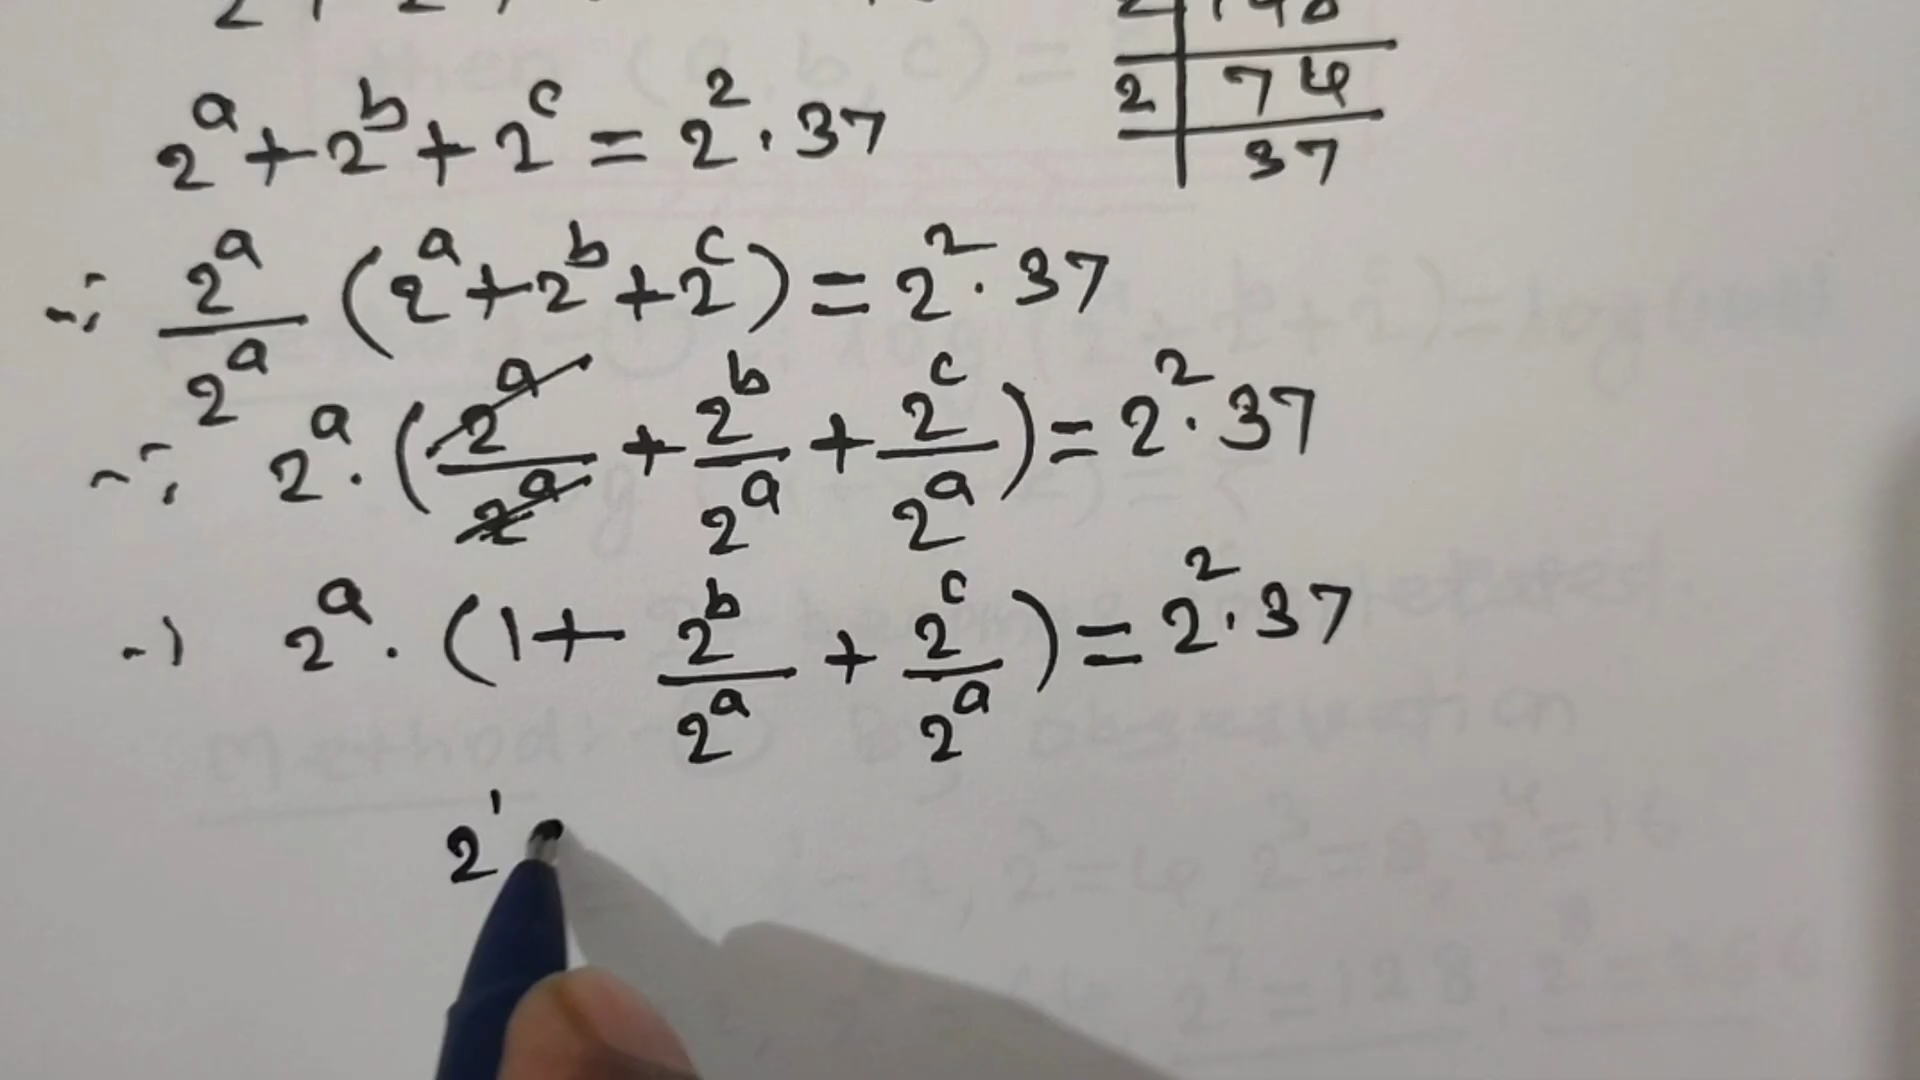 2^a + 2^b + 2^c = 2^2 · 37
2 | 148
2 | 74
37
∴ 2^a/2^a (2^a + 2^b + 2^c) = 2^2 · 37
∴ 2^a · (2^a/2^a + 2^b/2^a + 2^c/2^a) = 2^2 · 37
2^a · (1 + 2^b/2^a + 2^c/2^a) = 2^2 · 37
2^1